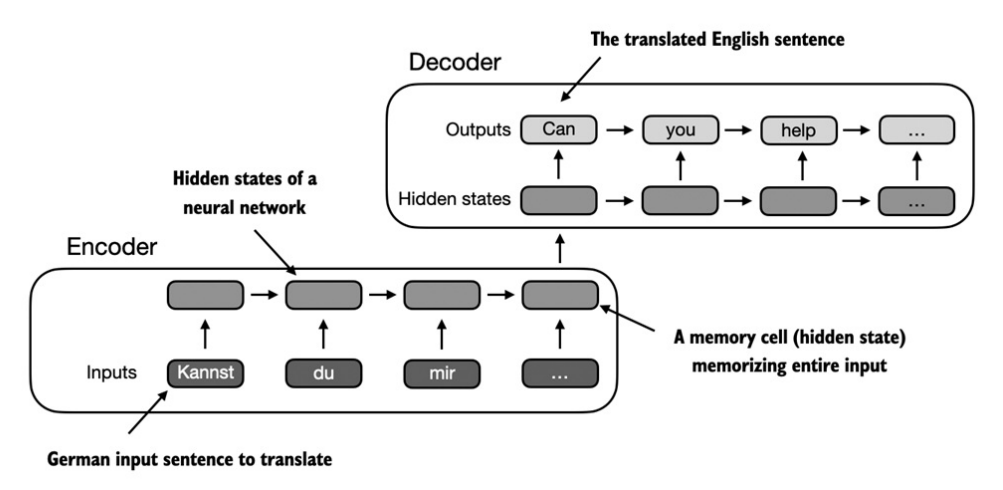 The translated English sentence
Decoder
Outputs Can you help ...
Hidden states ...
Hidden states of a
neural network
Encoder
A memory cell (hidden state)
memorizing entire input
Inputs Kannst du mir ...
German input sentence to translate